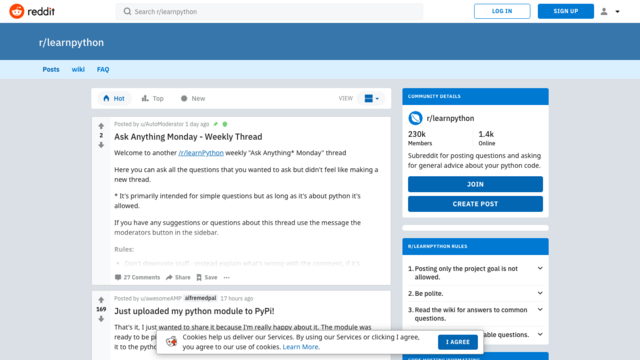 reddit
Search r/learnpython
LOG IN
SIGN UP
r/learnpython
Posts
wiki
FAQ
Hot
Top
New
VIEW
Posted by u/AutoModerator 1 day ago
2
Ask Anything Monday - Weekly Thread
Welcome to another /r/learnPython weekly "Ask Anything* Monday" thread
Here you can ask all the questions that you wanted to ask but didn't feel like making a
new thread.
* It's primarily intended for simple questions but as long as it's about python it's
allowed.
If you have any suggestions or questions about this thread use the message the
moderators button in the sidebar.
Rules:
27 Comments
Share
Save
Posted by u/awesomeAMP
alfremedpal
17 hours ago
169
Just uploaded my python module to PyPi!
That's it, I just wanted to share it because I'm really happy about it. The module was
ready to be
it to the
COMMUNITY DETAILS
r/learnpython
230k
1.4k
Members
Online
Subreddit for posting questions and asking
for general advice about your python code.
JOIN
CREATE POST
R/LEARNPYTHON RULES
1. Posting only the project goal is not
allowed.
2. Be polite.
3. Read the wiki for answers to common
questions.
questions.
Cookies help us deliver our Services. By using our Services or clicking I agree,
you agree to our use of cookies. Learn More.
I AGREE